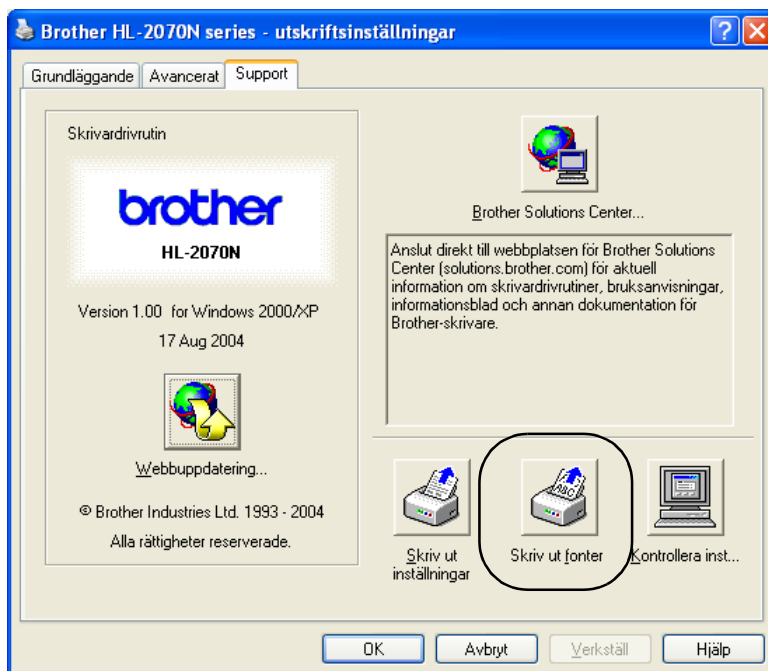 Brother HL-2070N series - utskriftsinställningar
Grundläggande
Avancerat
Support
Skrivardrivrutin
brother
HL-2070N
Version 1.00 for Windows 2000/XP
17 Aug 2004
Webbuppdatering...
© Brother Industries Ltd. 1993 - 2004
Alla rättigheter reserverade.
Brother Solutions Center...
Anslut direkt till webbplatsen för Brother Solutions
Center (solutions.brother.com) för aktuell
information om skrivardrivrutiner, bruksanvisningar,
informationsblad och annan dokumentation för
Brother-skrivare.
Skriv ut
inställningar
ABC
Skriv ut fonter
Kontrollera inst...
OK
Avbryt
Verkställ
Hjälp